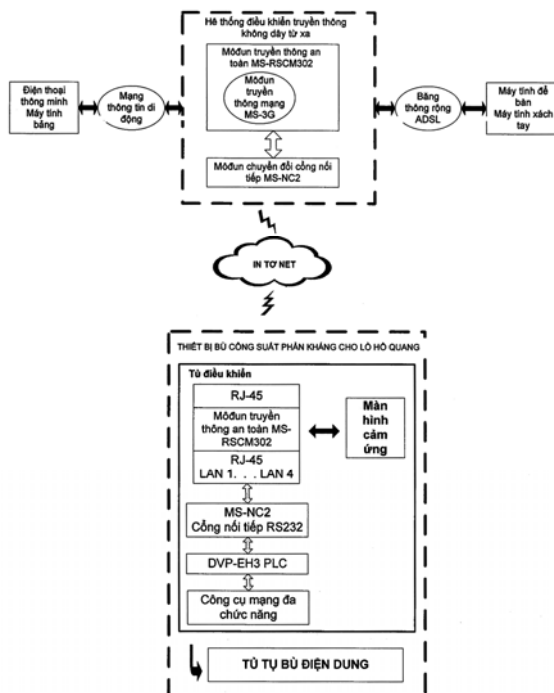 Hê thống điều khiển truyền thông
không dây từ xa
Môđun truyền thông an
toàn MS-RSCM302
Môđun
truyền
thông mạng
MS-3G
Môđun chuyển đổi cổng nối
tiếp MS-NC2
Điện thoại
thông minh
Máy tính
bảng
Mạng
thông tin di
động
Băng
thông rộng
ADSL
Máy tính để
bàn
Máy tính xách
tay
IN TƠ NET
THIẾT BỊ BÙ CÔNG SUẤT PHẢN KHÁNG CHO LÒ HỒ QUANG
Tủ điều khiển
RJ-45
Môđun truyền
thông an toàn MS-
RSCM302
RJ-45
LAN 1. . . LAN 4
Màn
hình
cảm
ứng
MS-NC2
Cổng nối tiếp RS232
DVP-EH3 PLC
Công cụ mạng đa
chức năng
TỦ TỤ BÙ ĐIỆN DUNG